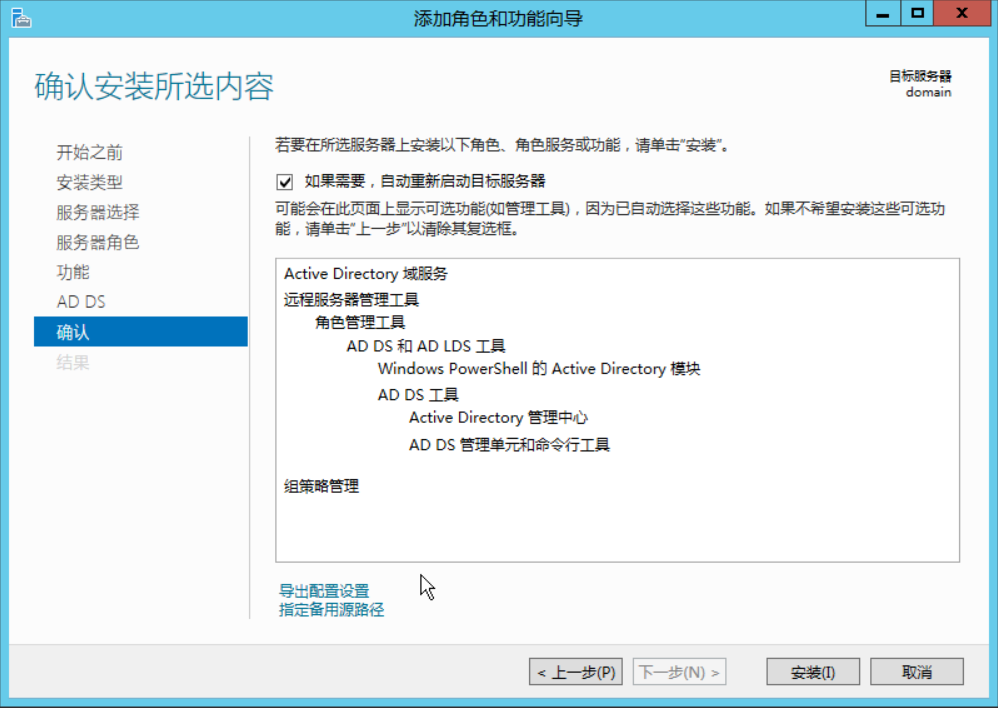 添加角色和功能向导
确认安装所选内容
目标服务器
domain
开始之前
安装类型
服务器选择
服务器角色
功能
AD DS
确认
结果
若要在所选服务器上安装以下角色、角色服务或功能，请单击“安装”。
如果需要，自动重新启动目标服务器
可能会在此页面上显示可选功能(如管理工具)，因为已自动选择这些功能。如果不希望安装这些可选功
能，请单击“上一步”以清除其复选框。
Active Directory 域服务
远程服务器管理工具
角色管理工具
AD DS 和 AD LDS 工具
Windows PowerShell 的 Active Directory 模块
AD DS 工具
Active Directory 管理中心
AD DS 管理单元和命令行工具
组策略管理
导出配置设置
指定备用源路径
< 上一步(P)
下一步(N) >
安装(I)
取消